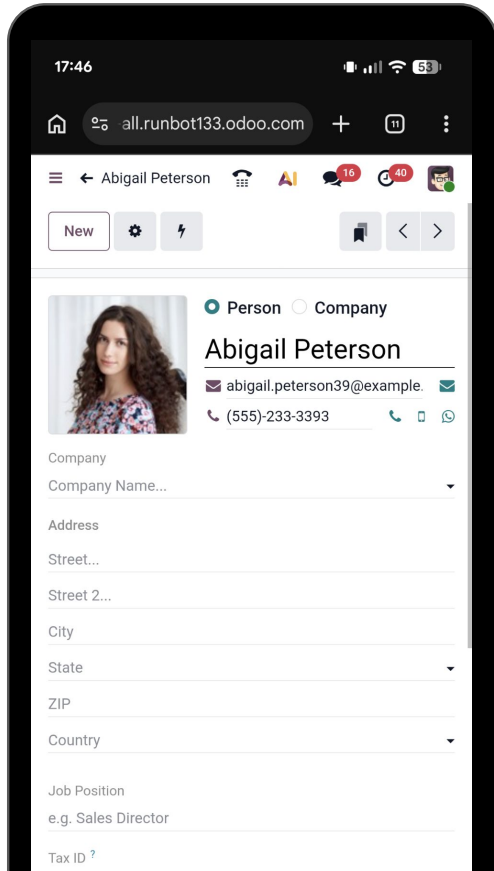 17:46
53
all.runbot133.odoo.com
11
Abigail Peterson
AI
16
40
New
Person
Company
Abigail Peterson
abigail.peterson39@example.
(555)-233-3393
Company
Company Name...
Address
Street...
Street 2...
City
State
ZIP
Country
Job Position
e.g. Sales Director
Tax ID ?